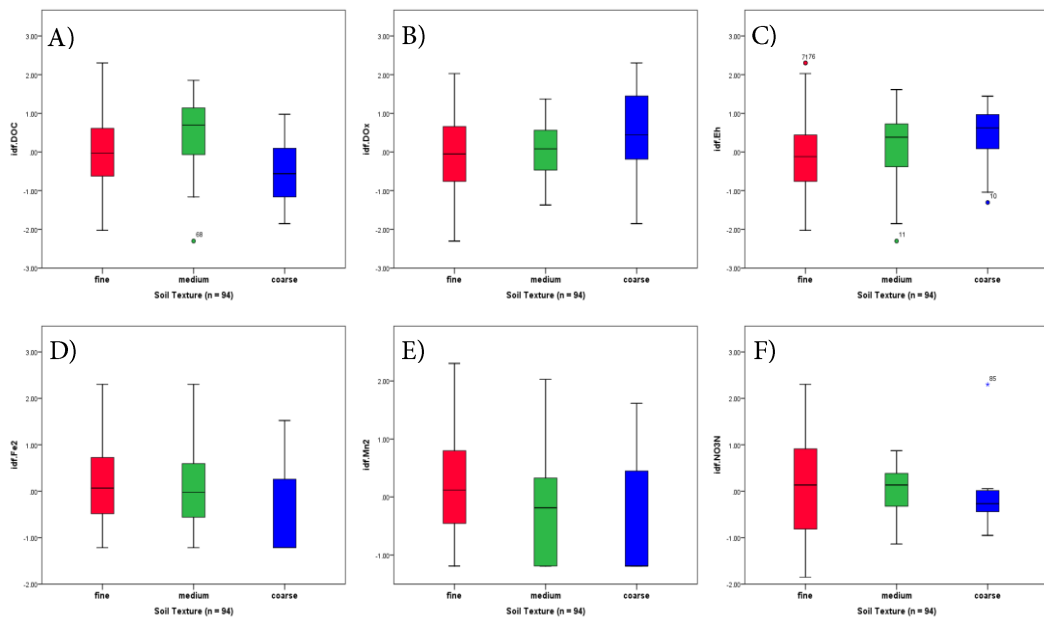 A)
idf.DOC
3.00
2.00
1.00
.00
-1.00
-2.00
-3.00
68
fine medium coarse
Soil Texture (n = 94)
B)
idf.DOx
3.00
2.00
1.00
.00
-1.00
-2.00
-3.00
fine medium coarse
Soil Texture (n = 94)
C)
idf.Eh
3.00
2.00
1.00
.00
-1.00
-2.00
-3.00
7176
11
10
fine medium coarse
Soil Texture (n = 94)
D)
idf.Fe2
3.00
2.00
1.00
.00
-1.00
-2.00
fine medium coarse
Soil Texture (n = 94)
E)
idf.Mn2
2.00
1.00
.00
-1.00
fine medium coarse
Soil Texture (n = 94)
F)
idf.NO3N
3.00
2.00
1.00
.00
-1.00
-2.00
85
fine medium coarse
Soil Texture (n = 94)